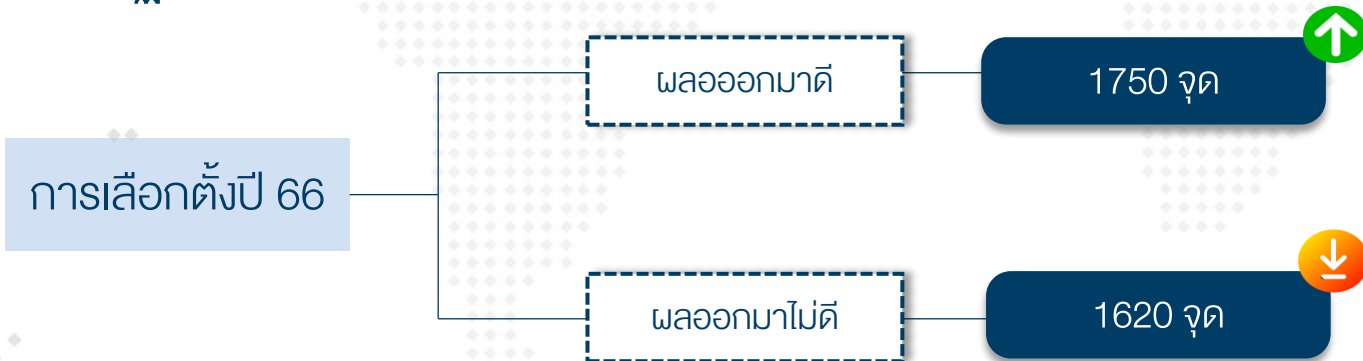 ผลอออกมาดี
1750 จุด
การเลือกตั้งปี 66
ผลออกมาไม่ดี
1620 จุด